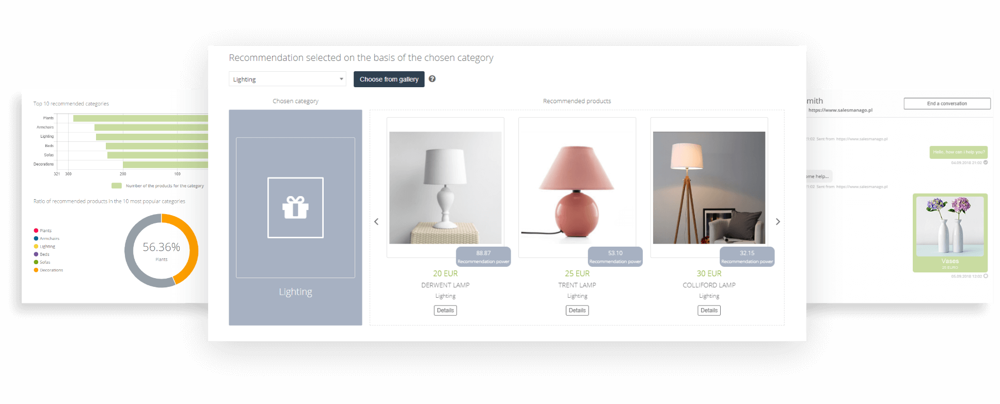 Recommendation selected on the basis of the chosen category
Lighting
Choose from gallery
?
Chosen category
Recommended products
Lighting
88.87
Recommendation power
20 EUR
DERWENT LAMP
Lighting
Details
53.10
Recommendation power
25 EUR
TRENT LAMP
Lighting
Details
32.15
Recommendation power
30 EUR
COLLIFORD LAMP
Lighting
Details
Top 10 recommended categories
Plants
Armchairs
Lighting
Beds
Sofas
Decorations
321 300 200 100
Number of the products for the category
Ratio of recommended products in the 10 most popular categories
Plants
Armchairs
Lighting
Beds
Sofas
Decorations
56.36%
Plants
mith
https://www.salesmanago.pl
End a conversation
1:02 Sent from https://www.salesmanago.pl
Hello, how can i help you?
04.09.2018 21:02
ome help...
1:02 Sent from https://www.salesmanago.pl
Vases
25 EURO
05.09.2018 12:02